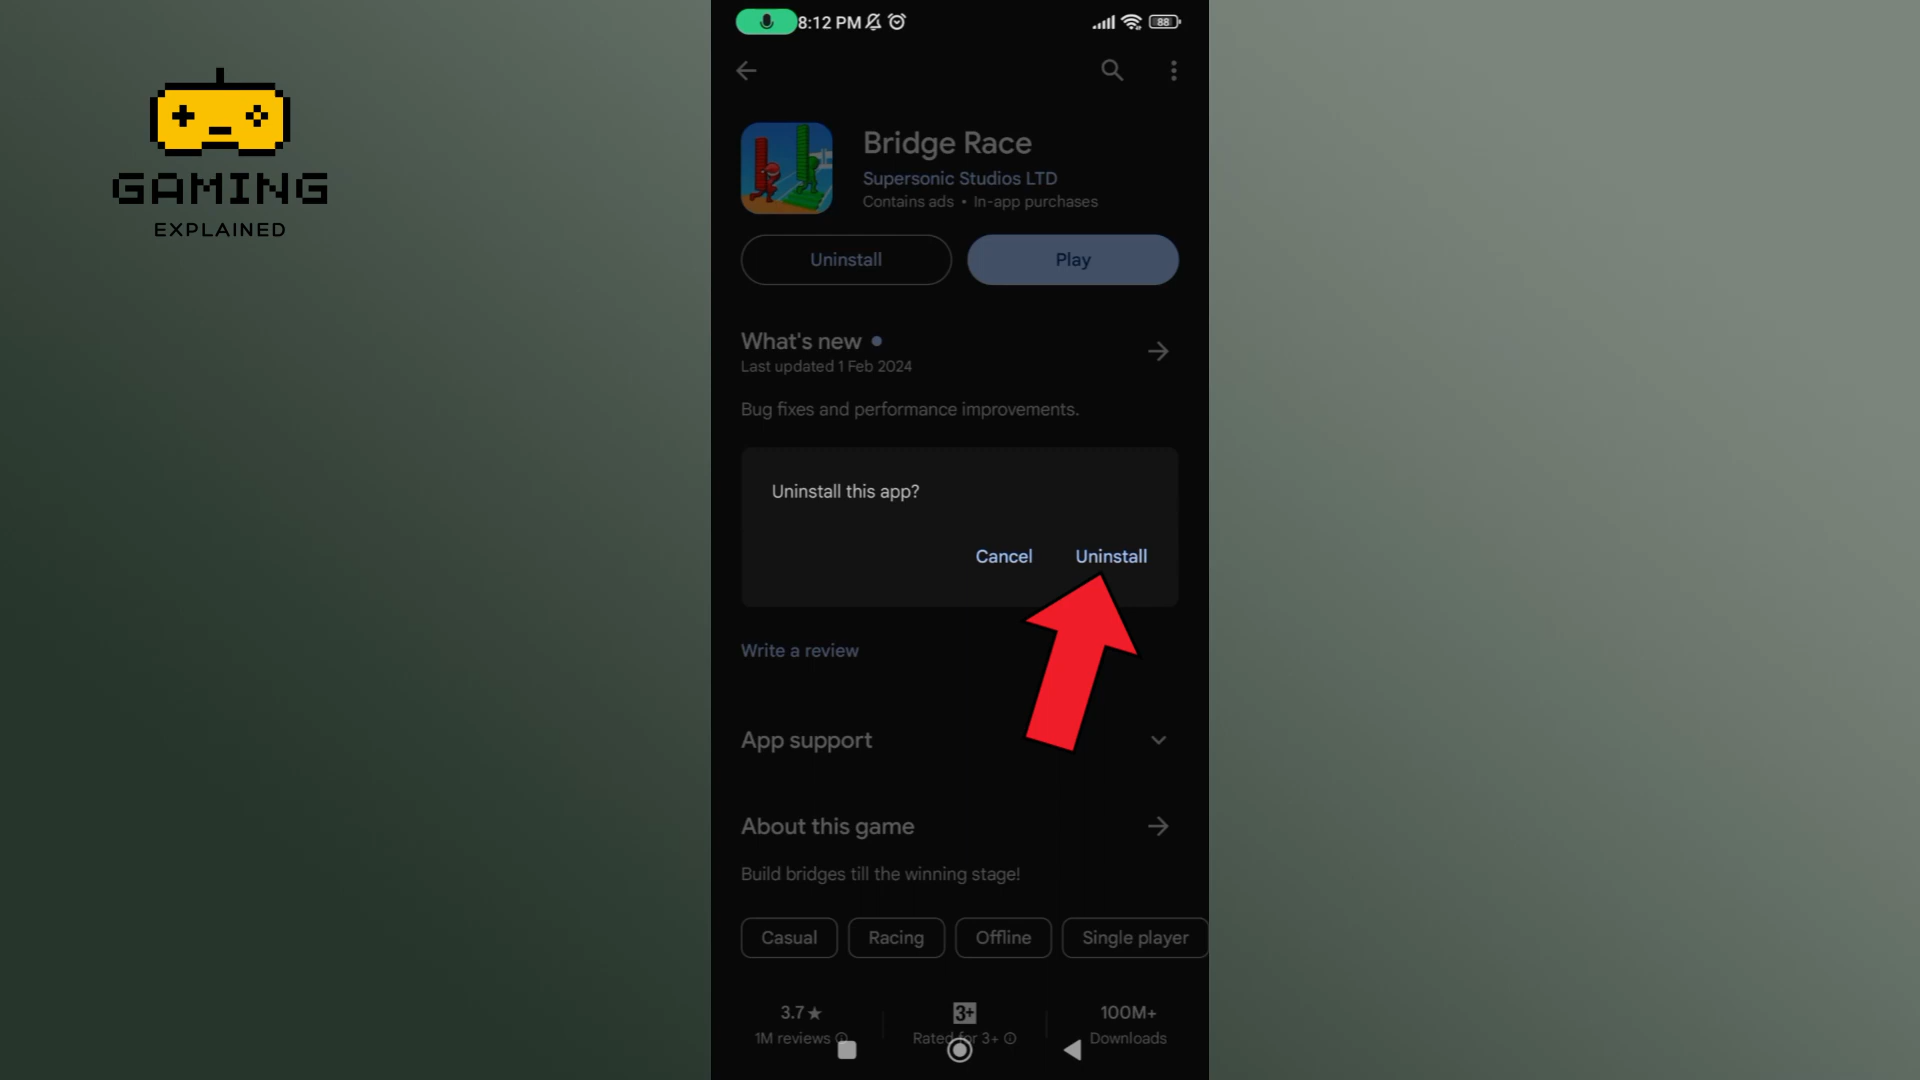 GAMING
EXPLAINED
8:12 PM
88
Bridge Race
Supersonic Studios LTD
Contains ads • In-app purchases
Uninstall
Play
What's new
Last updated 1 Feb 2024
Bug fixes and performance improvements.
Uninstall this app?
Cancel
Uninstall
Write a review
App support
About this game
Build bridges till the winning stage!
Casual
Racing
Offline
Single player
3.7★
3+
100M+
1M reviews
Rated for 3+
Downloads